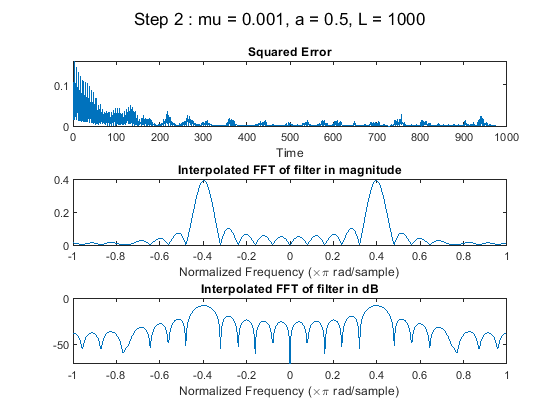 Step 2 : mu = 0.001, a = 0.5, L = 1000
Squared Error
0.1
0
0 100 200 300 400 500 600 700 800 900 1000
Time
Interpolated FFT of filter in magnitude
0.4
0.2
0
-1 -0.8 -0.6 -0.4 -0.2 0 0.2 0.4 0.6 0.8 1
Normalized Frequency (×π rad/sample)
Interpolated FFT of filter in dB
0
-50
-1 -0.8 -0.6 -0.4 -0.2 0 0.2 0.4 0.6 0.8 1
Normalized Frequency (×π rad/sample)